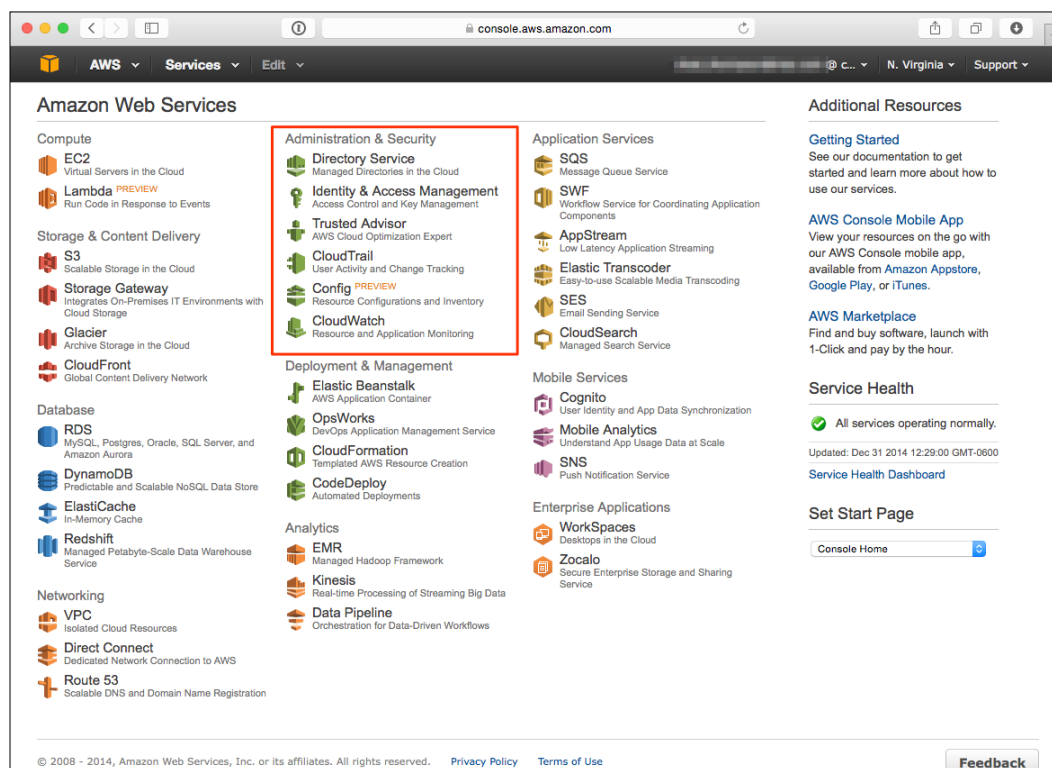 console.aws.amazon.com
AWS Services Edit @ c... N. Virginia Support
Amazon Web Services
Compute
EC2
Virtual Servers in the Cloud
Lambda PREVIEW
Run Code in Response to Events
Storage & Content Delivery
S3
Scalable Storage in the Cloud
Storage Gateway
Integrates On-Premises IT Environments with
Cloud Storage
Glacier
Archive Storage in the Cloud
CloudFront
Global Content Delivery Network
Database
RDS
MySQL, Postgres, Oracle, SQL Server, and
Amazon Aurora
DynamoDB
Predictable and Scalable NoSQL Data Store
ElastiCache
In-Memory Cache
Redshift
Managed Petabyte-Scale Data Warehouse
Service
Networking
VPC
Isolated Cloud Resources
Direct Connect
Dedicated Network Connection to AWS
Route 53
Scalable DNS and Domain Name Registration
Administration & Security
Directory Service
Managed Directories in the Cloud
Identity & Access Management
Access Control and Key Management
Trusted Advisor
AWS Cloud Optimization Expert
CloudTrail
User Activity and Change Tracking
Config PREVIEW
Resource Configurations and Inventory
CloudWatch
Resource and Application Monitoring
Deployment & Management
Elastic Beanstalk
AWS Application Container
OpsWorks
DevOps Application Management Service
CloudFormation
Templated AWS Resource Creation
CodeDeploy
Automated Deployments
Analytics
EMR
Managed Hadoop Framework
Kinesis
Real-time Processing of Streaming Big Data
Data Pipeline
Orchestration for Data-Driven Workflows
Application Services
SQS
Message Queue Service
SWF
Workflow Service for Coordinating Application
Components
AppStream
Low Latency Application Streaming
Elastic Transcoder
Easy-to-use Scalable Media Transcoding
SES
Email Sending Service
CloudSearch
Managed Search Service
Mobile Services
Cognito
User Identity and App Data Synchronization
Mobile Analytics
Understand App Usage Data at Scale
SNS
Push Notification Service
Enterprise Applications
WorkSpaces
Desktops in the Cloud
Zocalo
Secure Enterprise Storage and Sharing
Service
Additional Resources
Getting Started
See our documentation to get
started and learn more about how to
use our services.
AWS Console Mobile App
View your resources on the go with
our AWS Console mobile app,
available from Amazon Appstore,
Google Play, or iTunes.
AWS Marketplace
Find and buy software, launch with
1-Click and pay by the hour.
Service Health
All services operating normally.
Updated: Dec 31 2014 12:29:00 GMT-0600
Service Health Dashboard
Set Start Page
Console Home
© 2008 - 2014, Amazon Web Services, Inc. or its affiliates. All rights reserved. Privacy Policy Terms of Use
Feedback